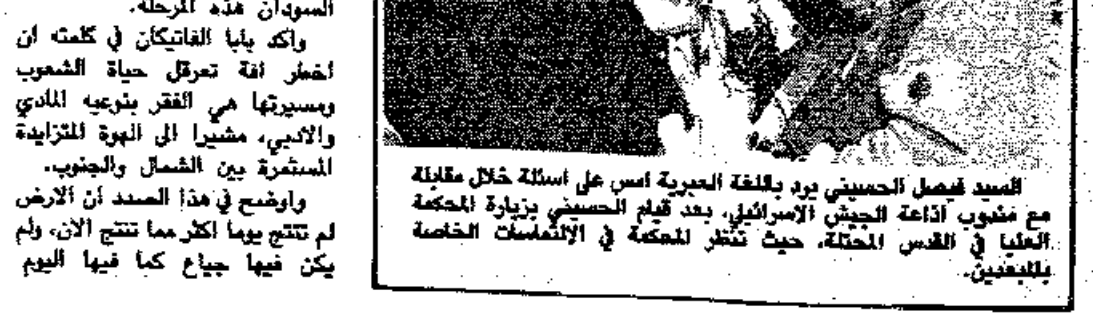 السيد فيصل الحسيني يرد باللغة العبرية امس على اسئلة خلال مقابلة
مع مندوب اذاعة الجيش الاسرائيلي، بعد قيام الحسيني بزيارة المحكمة
العليا في القدس المحتلة، حيث تنظر المحكمة في الالتماسات الخاصة
بالمبعدين.
السودان هذه المرحلة.
واكد بابا الفاتيكان في كلمته ان
اخطر افة تعرقل حياة الشعوب
ومسيرتها هي الفقر بنوعيه المادي
والادبي، مشيرا الى الهوة المتزايدة
المستمرة بين الشمال والجنوب.
واوضح في هذا الصدد ان الارض
لم تنتج يوما اكثر مما تنتج الان، ولم
يكن فيها جياع كما فيها اليوم